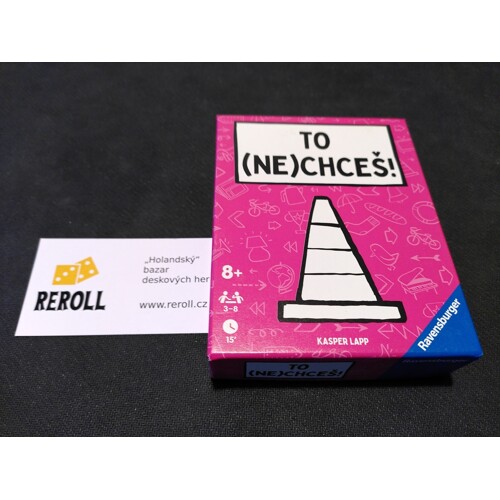 „Holandský"
bazar
deskových her
REROLL
www.reroll.cz
TO
(NE)CHCEŠ!
8+
3-8
15'
KASPER LAPP
Ravensburger
TO
(NE)CHCEŠ!